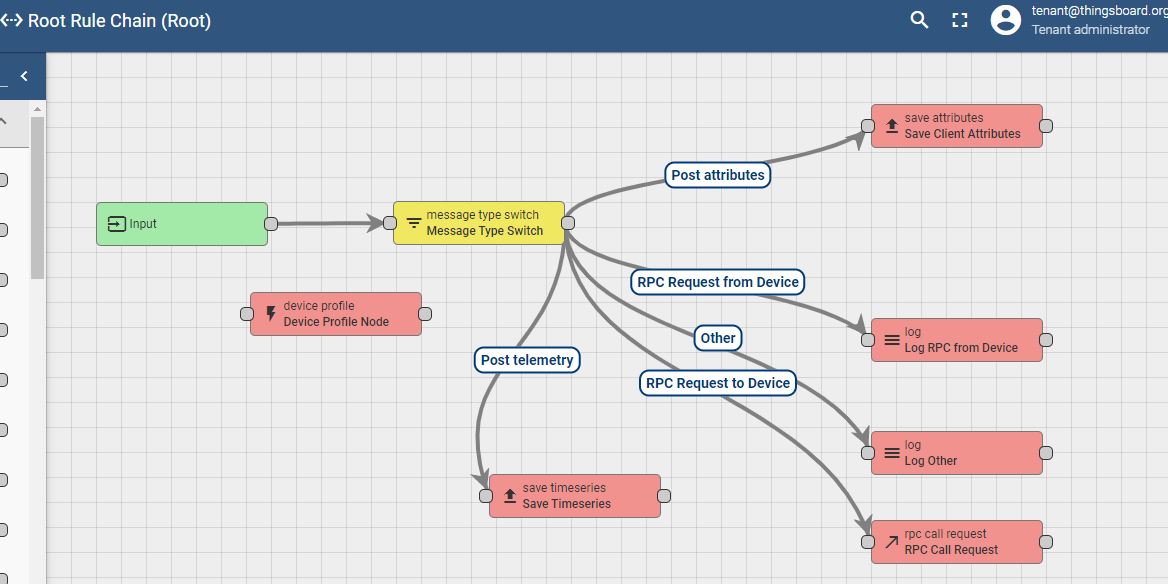 Root Rule Chain (Root)
tenant@thingsboard.org
Tenant administrator
save attributes
Save Client Attributes
Post attributes
Input
message type switch
Message Type Switch
RPC Request from Device
device profile
Device Profile Node
log
Log RPC from Device
Other
Post telemetry
RPC Request to Device
log
Log Other
save timeseries
Save Timeseries
rpc call request
RPC Call Request